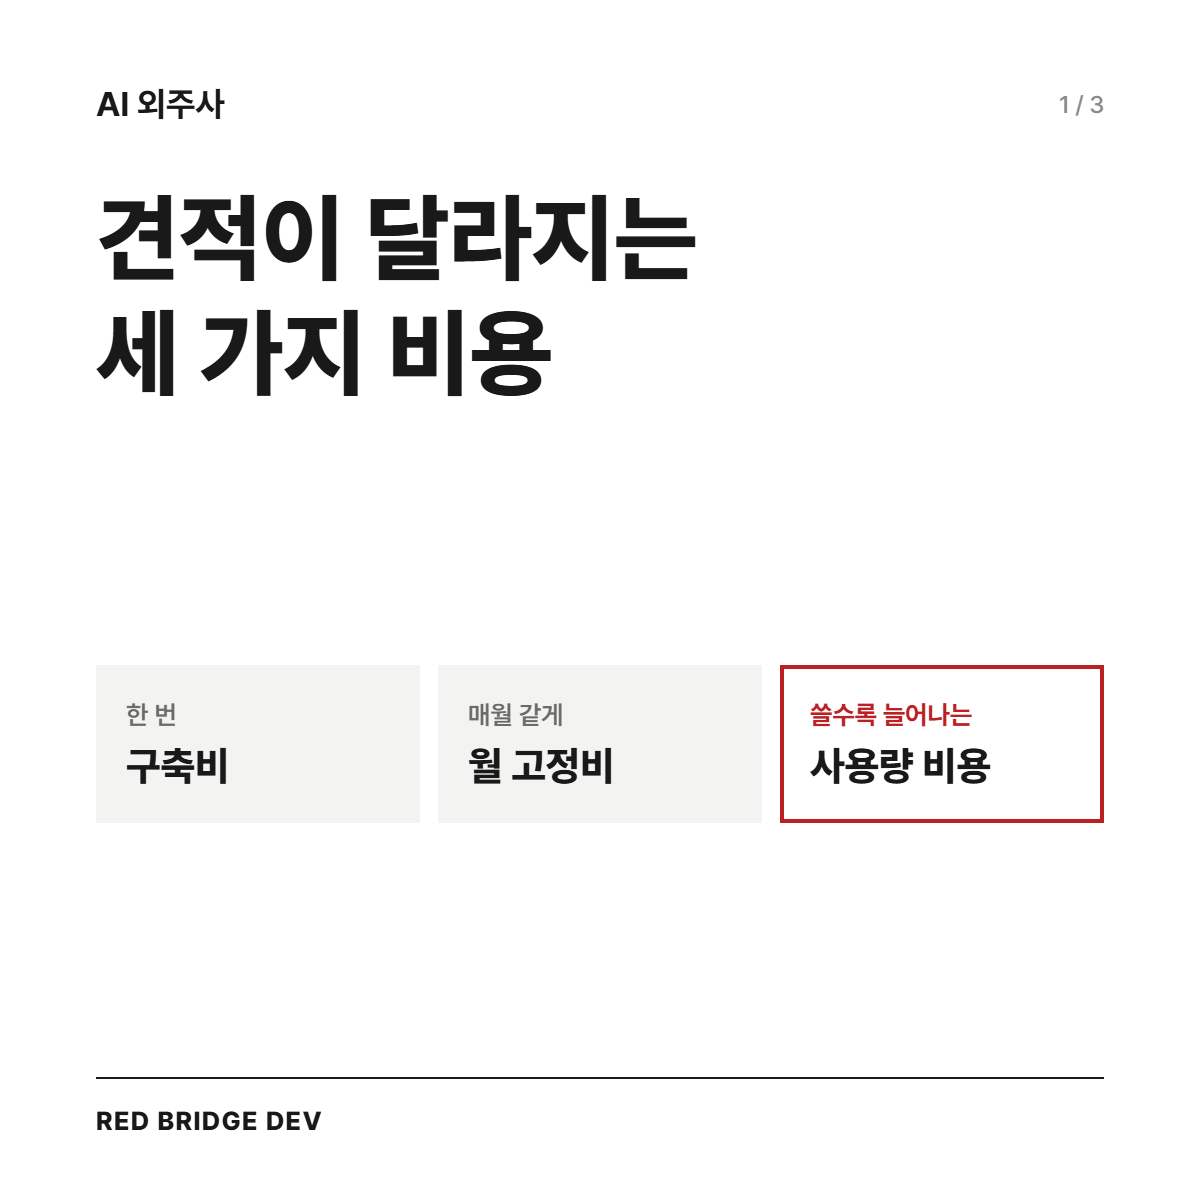 AI 외주사
1 / 3
견적이 달라지는
세 가지 비용
한 번
구축비
매월 같게
월 고정비
쓸수록 늘어나는
사용량 비용
RED BRIDGE DEV